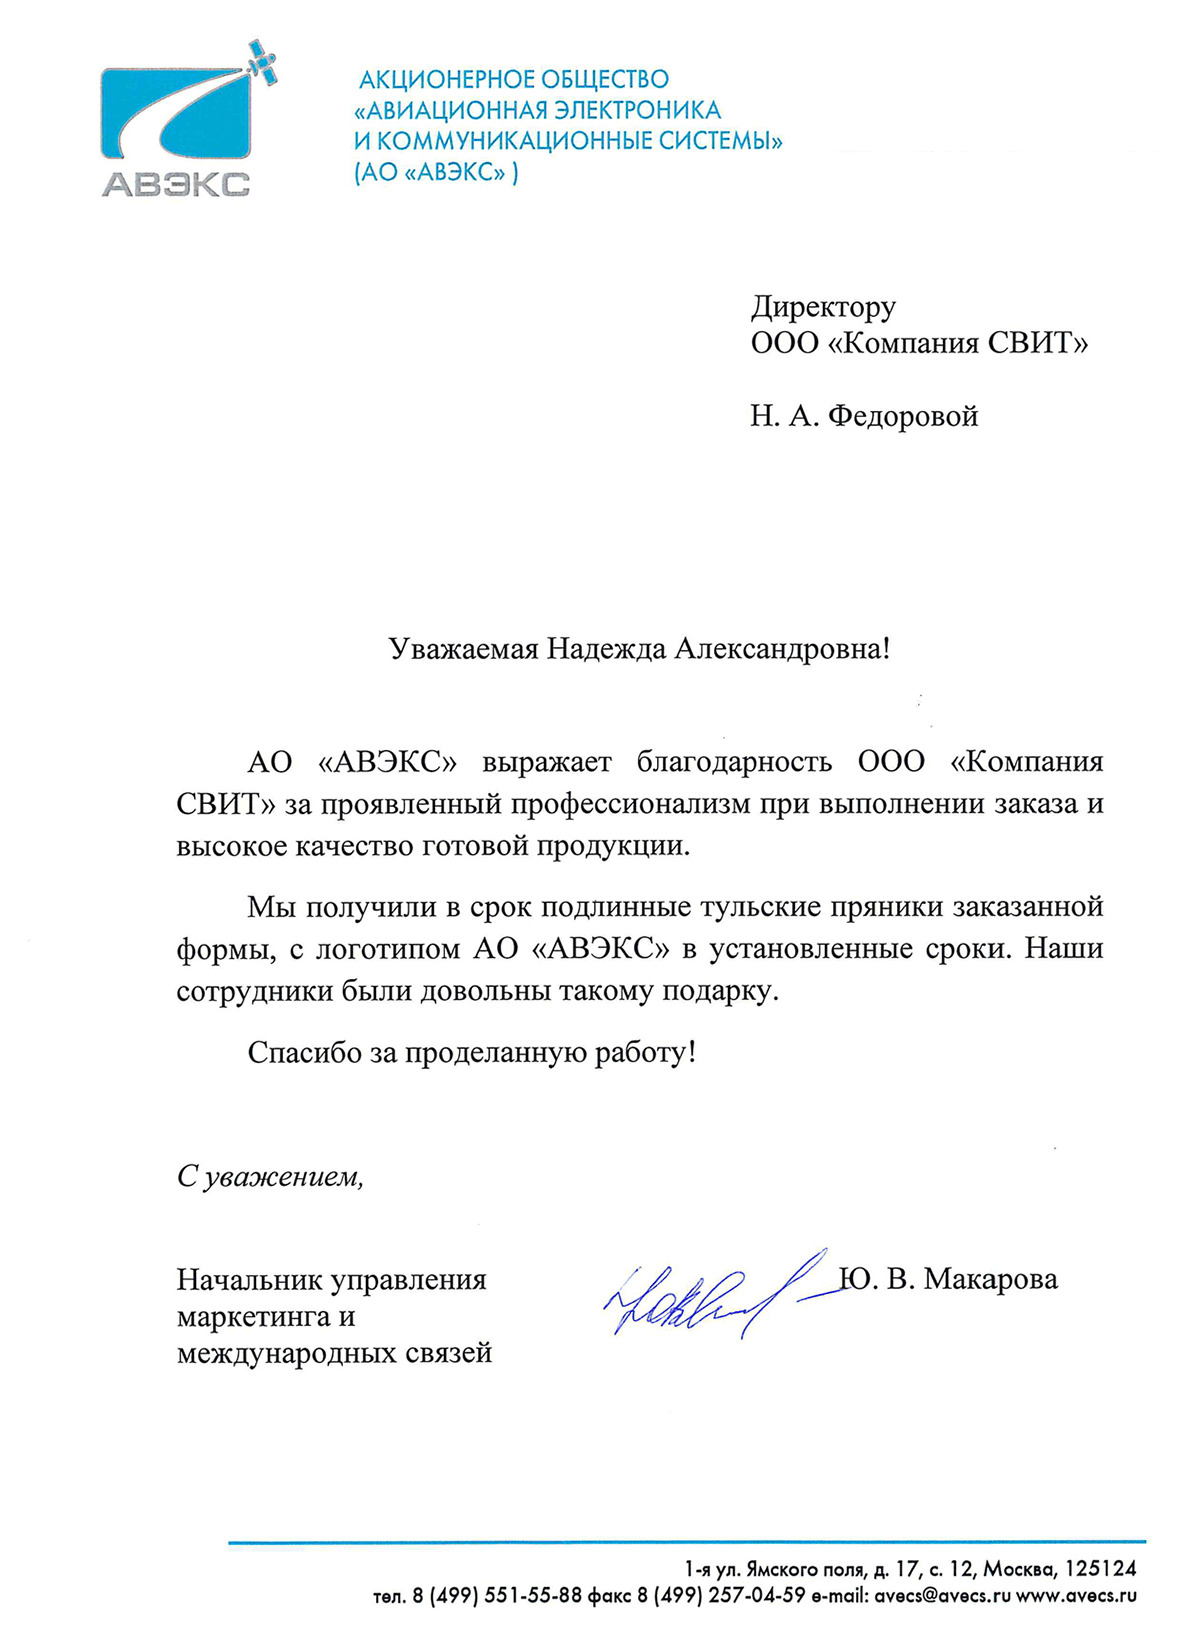 АВЭКС
АКЦИОНЕРНОЕ ОБЩЕСТВО
«АВИАЦИОННАЯ ЭЛЕКТРОНИКА
И КОММУНИКАЦИОННЫЕ СИСТЕМЫ»
(АО «АВЭКС» )
Директору
ООО «Компания СВИТ»
Н. А. Федоровой
Уважаемая Надежда Александровна!
АО «АВЭКС» выражает благодарность ООО «Компания
СВИТ» за проявленный профессионализм при выполнении заказа и
высокое качество готовой продукции.
Мы получили в срок подлинные тульские пряники заказанной
формы, с логотипом АО «АВЭКС» в установленные сроки. Наши
сотрудники были довольны такому подарку.
Спасибо за проделанную работу!
С уважением,
Начальник управления
маркетинга и
международных связей
Ю. В. Макарова
1-я ул. Ямского поля, д. 17, с. 12, Москва, 125124
тел. 8 (499) 551-55-88 факс 8 (499) 257-04-59 e-mail: avecs@avecs.ru www.avecs.ru